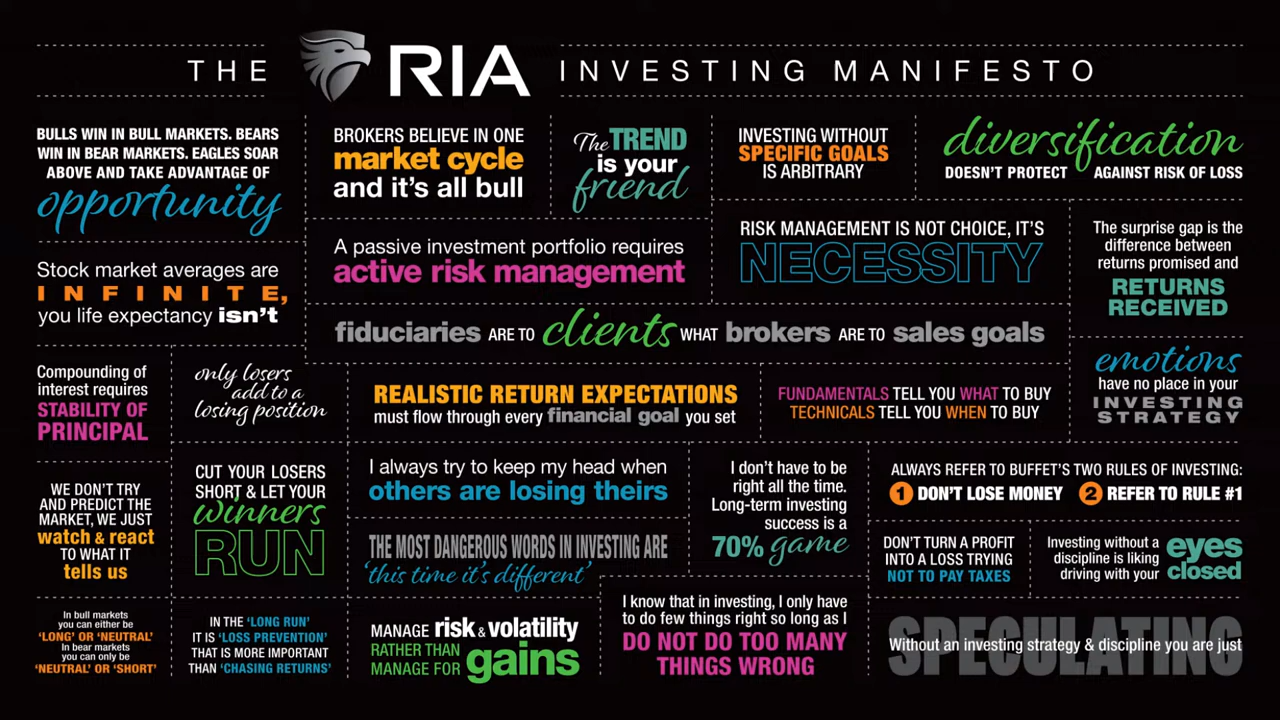 THE RIA INVESTING MANIFESTO
BULLS WIN IN BULL MARKETS. BEARS
WIN IN BEAR MARKETS. EAGLES SOAR
ABOVE AND TAKE ADVANTAGE OF
opportunity
BROKERS BELIEVE IN ONE
market cycle
and it's all bull
The TREND
is your
friend
INVESTING WITHOUT
SPECIFIC GOALS
IS ARBITRARY
diversification
DOESN'T PROTECT AGAINST RISK OF LOSS
Stock market averages are
INFINITE,
you life expectancy isn't
A passive investment portfolio requires
active risk management
RISK MANAGEMENT IS NOT CHOICE, IT'S
NECESSITY
The surprise gap is the
difference between
returns promised and
RETURNS
RECEIVED
fiduciaries ARE TO clients WHAT brokers ARE TO sales goals
Compounding of
interest requires
STABILITY OF
PRINCIPAL
only losers
add to a
losing position
REALISTIC RETURN EXPECTATIONS
must flow through every financial goal you set
FUNDAMENTALS TELL YOU WHAT TO BUY
TECHNICALS TELL YOU WHEN TO BUY
emotions
have no place in your
INVESTING
STRATEGY
WE DON'T TRY
AND PREDICT THE
MARKET, WE JUST
watch & react
TO WHAT IT
tells us
CUT YOUR LOSERS
SHORT & LET YOUR
winners
RUN
I always try to keep my head when
others are losing theirs
THE MOST DANGEROUS WORDS IN INVESTING ARE
'this time it's different'
I don't have to be
right all the time.
Long-term investing
success is a
70% game
ALWAYS REFER TO BUFFET'S TWO RULES OF INVESTING:
1 DON'T LOSE MONEY 2 REFER TO RULE #1
DON'T TURN A PROFIT
INTO A LOSS TRYING
NOT TO PAY TAXES
Investing without a
discipline is liking
driving with your
eyes
closed
In bull markets
you can either be
'LONG' OR 'NEUTRAL'
In bear markets
you can only be
'NEUTRAL' OR 'SHORT'
IN THE 'LONG RUN'
IT IS 'LOSS PREVENTION'
THAT IS MORE IMPORTANT
THAN 'CHASING RETURNS'
MANAGE risk & volatility
RATHER THAN
MANAGE FOR gains
I know that in investing, I only have
to do few things right so long as I
DO NOT DO TOO MANY
THINGS WRONG
Without an investing strategy & discipline you are just
SPECULATING